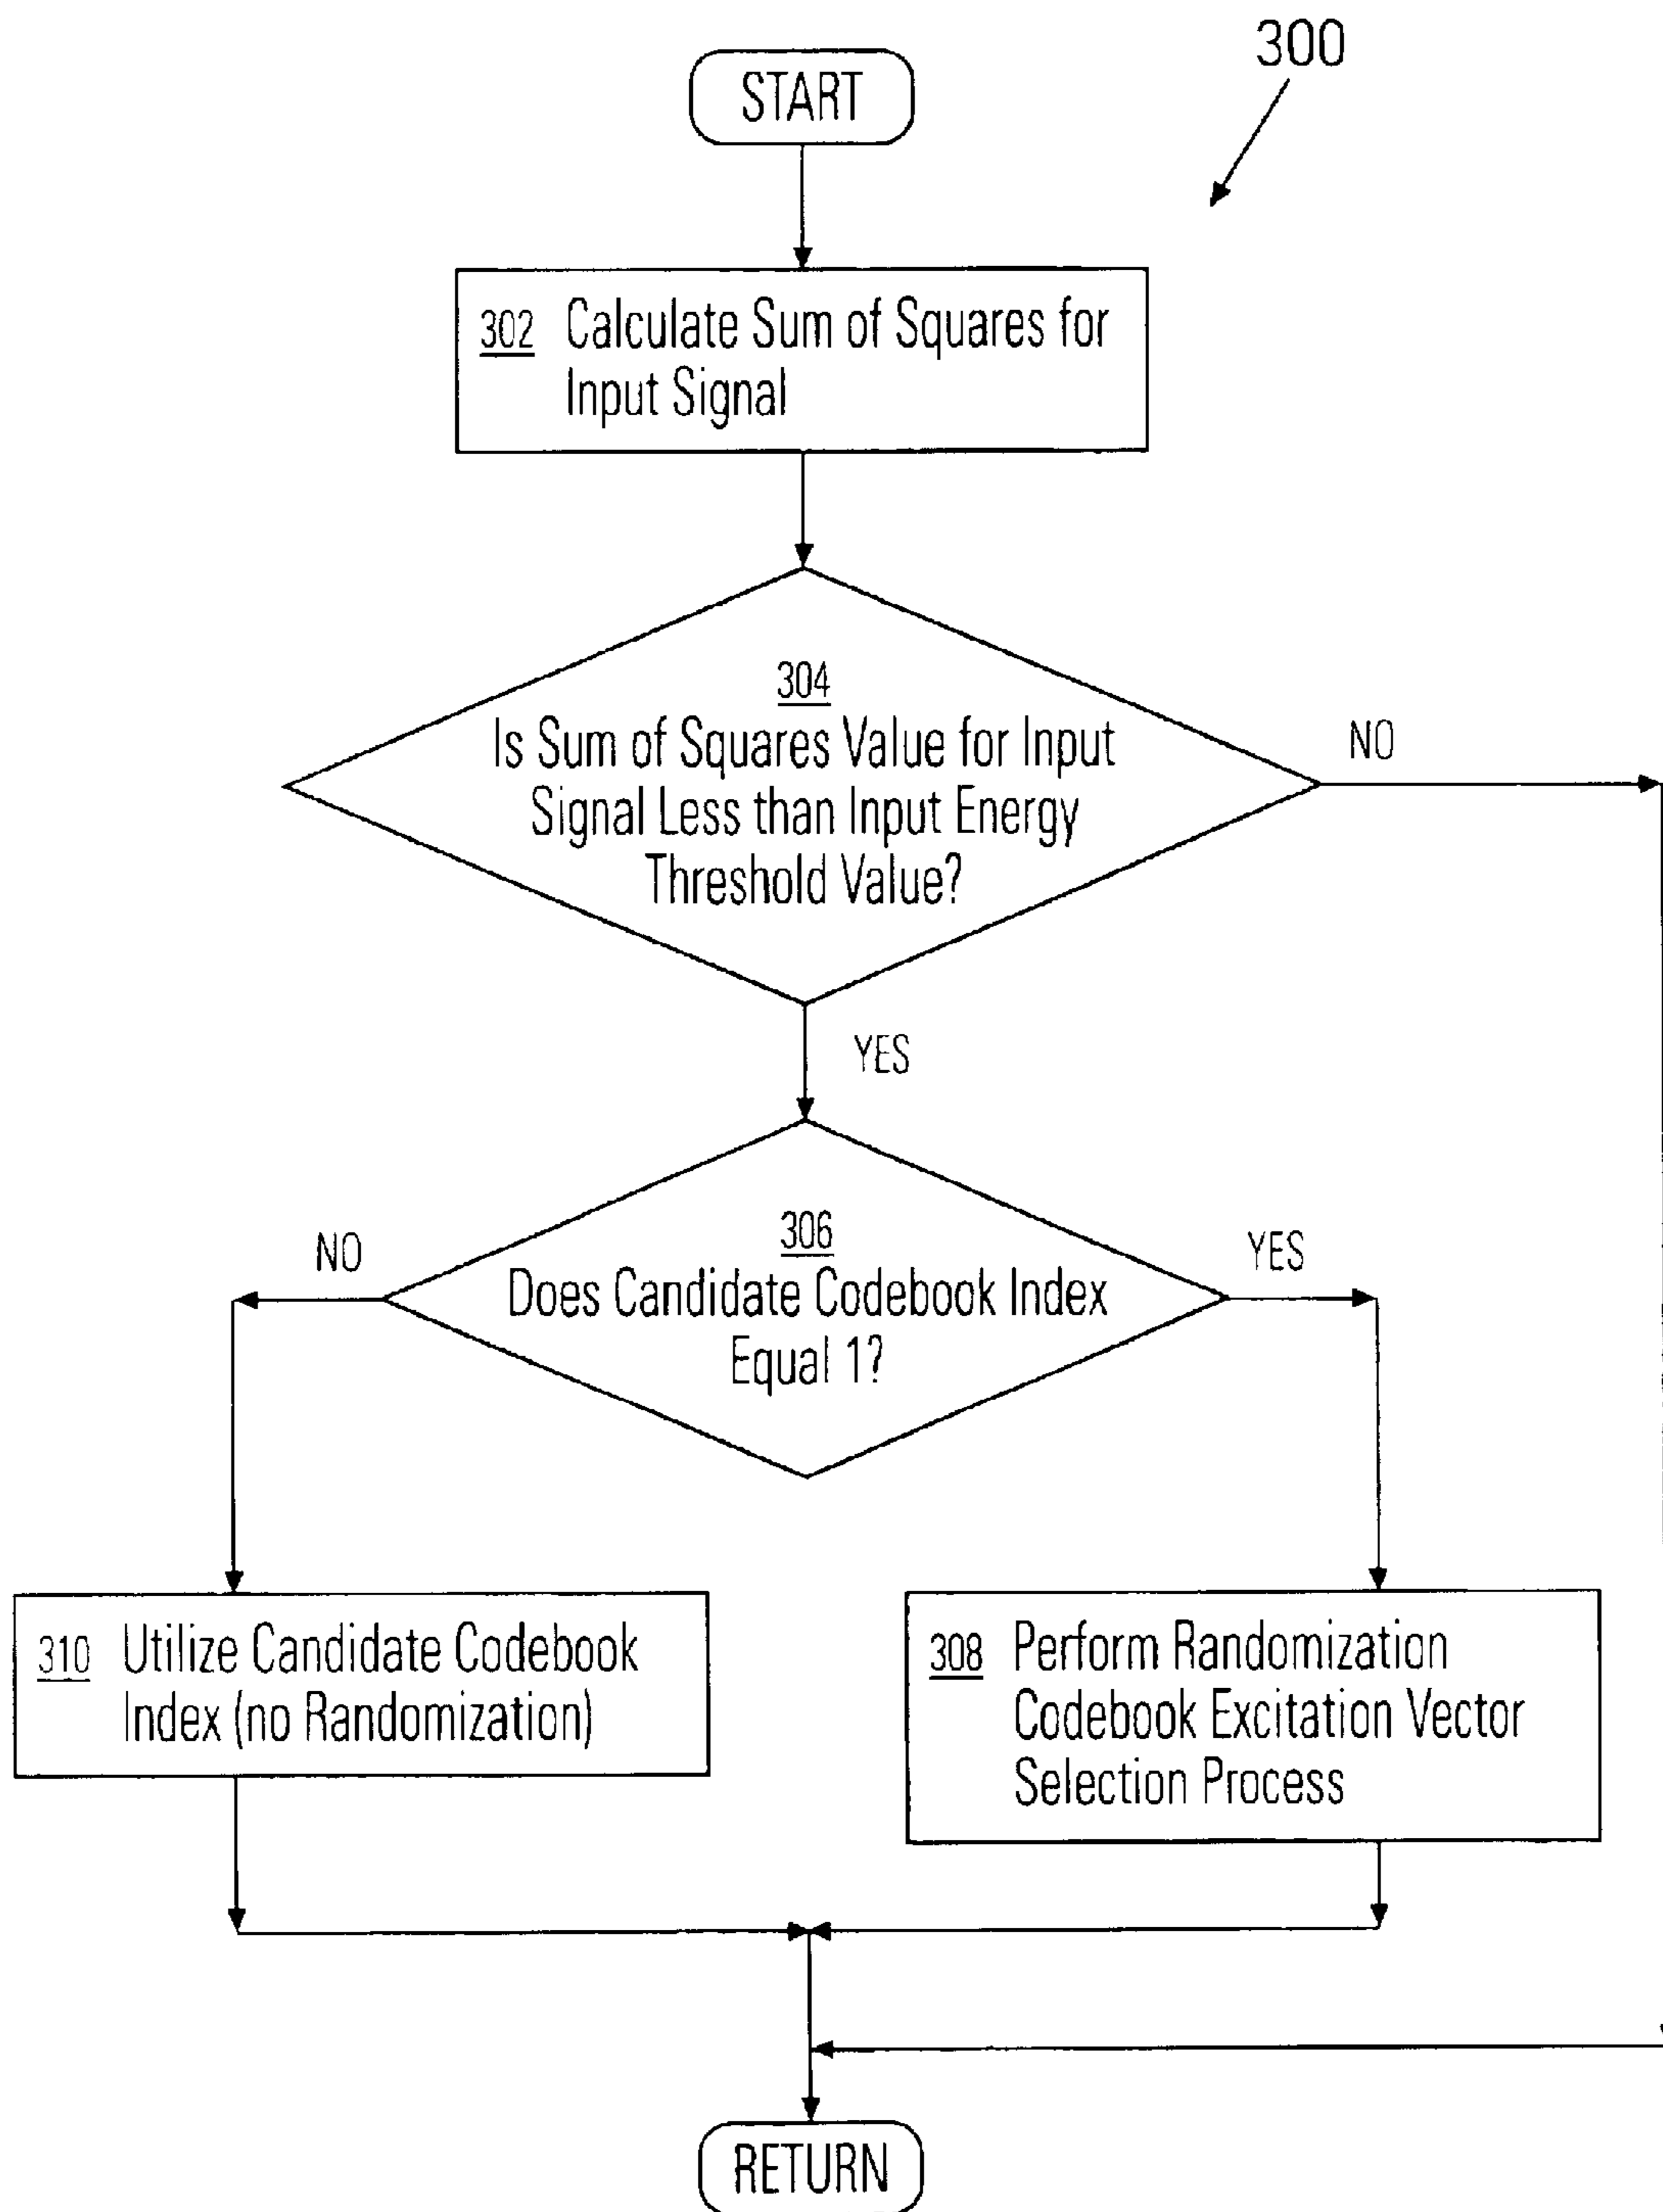 300
START
302 Calculate Sum of Squares for
Input Signal
304
Is Sum of Squares Value for Input
Signal Less than Input Energy
Threshold Value?
NO
YES
306
Does Candidate Codebook Index
Equal 1?
NO
YES
310 Utilize Candidate Codebook
Index (no Randomization)
308 Perform Randomization
Codebook Excitation Vector
Selection Process
RETURN